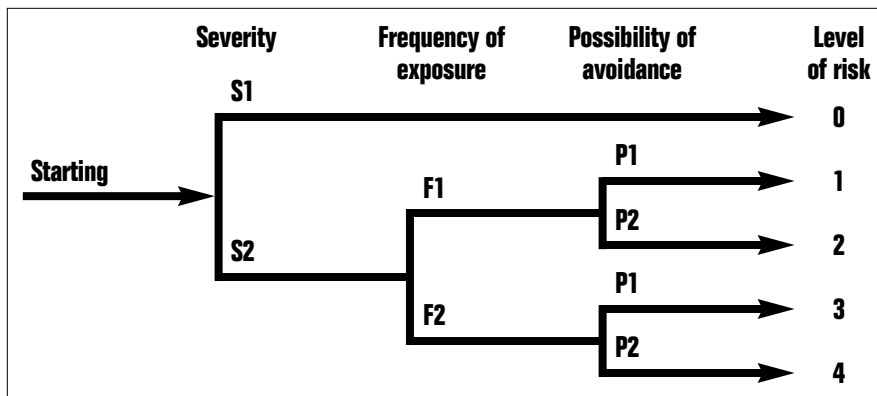 Severity
Frequency of
exposure
Possibility of
avoidance
Level
of risk
S1
0
Starting
F1
P1
1
P2
2
S2
F2
P1
3
P2
4